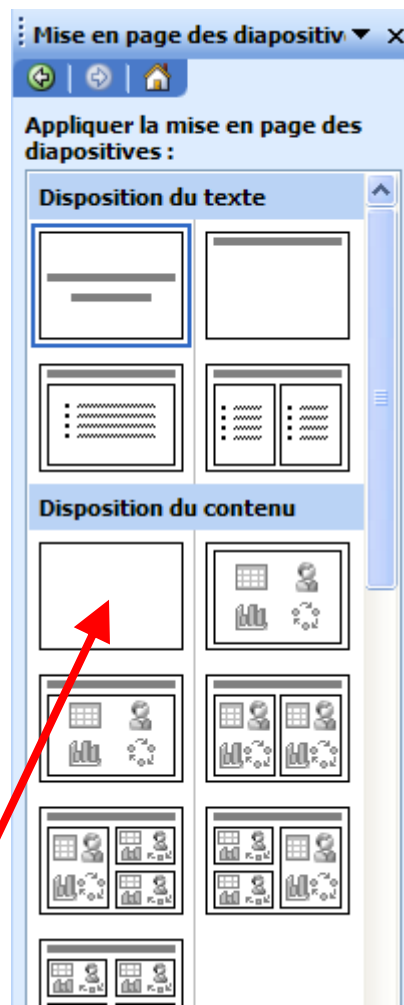 Mise en page des diapositiv
Appliquer la mise en page des
diapositives :
Disposition du texte
Disposition du contenu